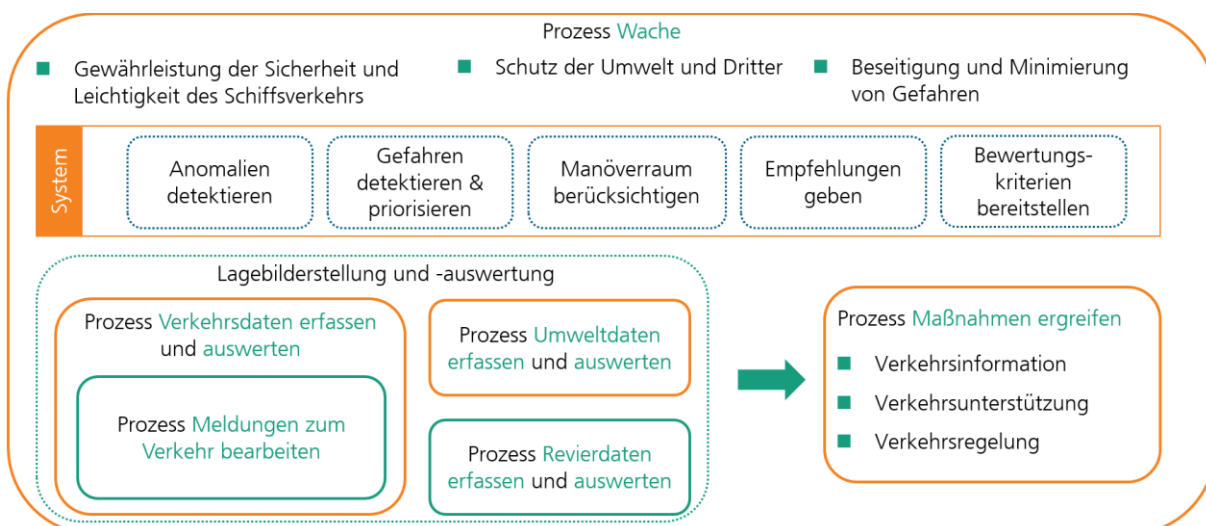 Prozess Wache
Gewährleistung der Sicherheit und
Leichtigkeit des Schiffsverkehrs
Schutz der Umwelt und Dritter
Beseitigung und Minimierung
von Gefahren
System
Anomalien
detektieren
Gefahren
detektieren &
priorisieren
Manöverraum
berücksichtigen
Empfehlungen
geben
Bewertungs-
kriterien
bereitstellen
Lagebilderstellung und -auswertung
Prozess Verkehrsdaten erfassen
und auswerten
Prozess Meldungen zum
Verkehr bearbeiten
Prozess Umweltdaten
erfassen und auswerten
Prozess Revierdaten
erfassen und auswerten
Prozess Maßnahmen ergreifen
Verkehrsinformation
Verkehrsunterstützung
Verkehrsregelung